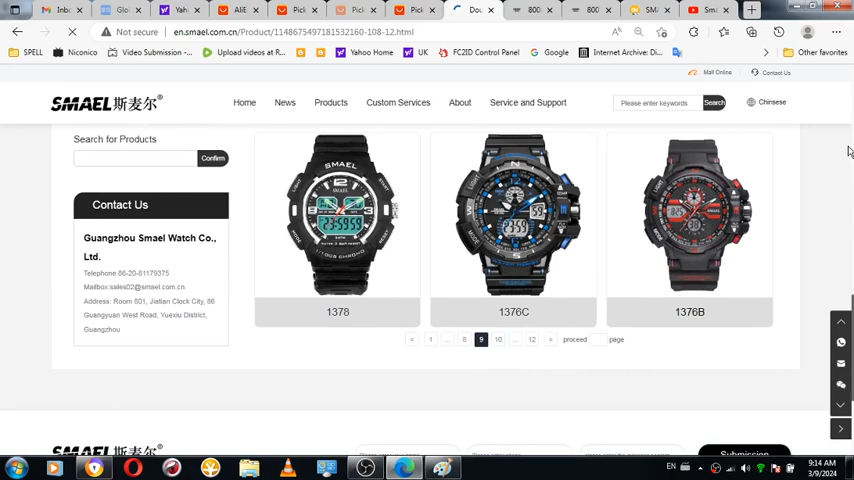 Inbo
Glob
Yah
AliE
Pick
Pick
Pick
Dou
800
800
SMA
Smar
Not secure en.smael.com.cn/Product/1148675497181532160-108-12.html
SPELL Niconico Video Submission -... Upload videos at R... Yahoo Home UK FC2ID Control Panel Google Internet Archive: Di... Other favorites
Mail Online Contact Us
SMAEL斯麦尔 Home News Products Custom Services About Service and Support Please enter keywords Search Chinsese
Search for Products
Confirm
Contact Us
Guangzhou Smael Watch Co.,
Ltd.
Telephone:86-20-81179375
Mailbox:sales02@smael.com.cn
Address: Room 801, Jiatian Clock City, 86
Guangyuan West Road, Yuexiu District,
Guangzhou
1378 1376C 1376B
< 1 ... 8 9 10 ... 12 > proceed page
SMAEL斯麦尔
Submission
EN
9:14 AM
3/9/2024